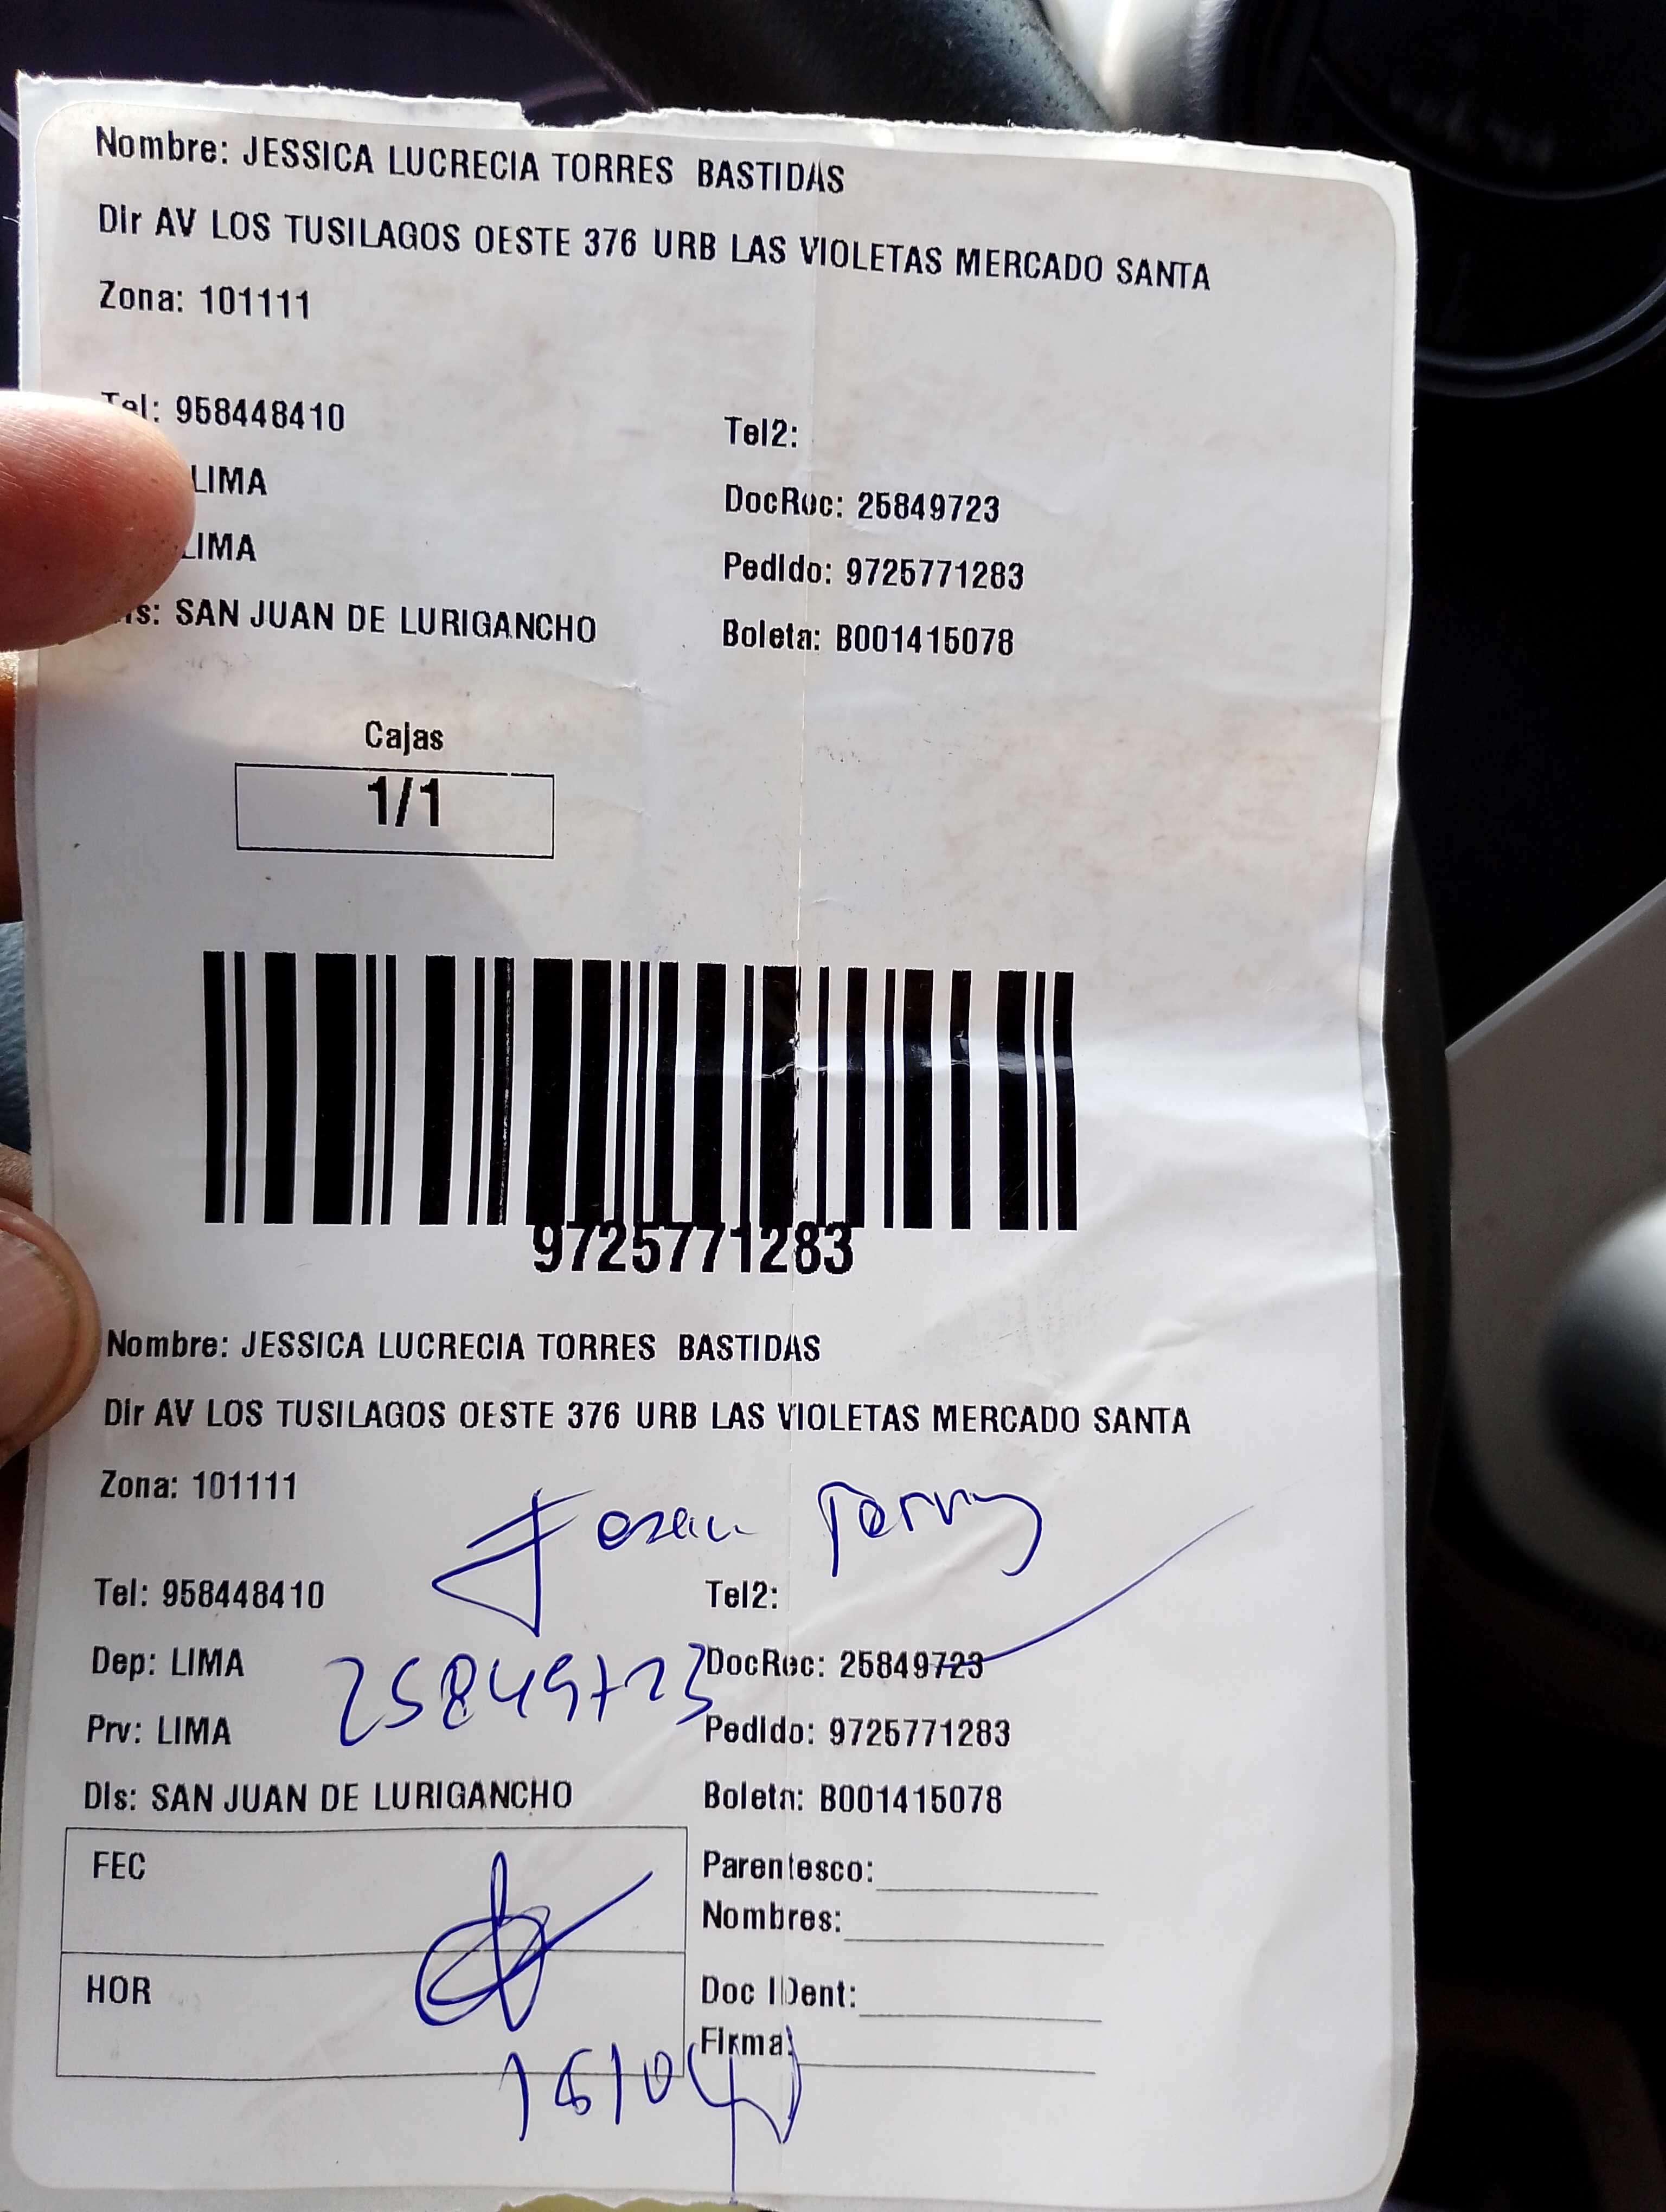 Nombre: JESSICA LUCRECIA TORRES BASTIDAS
Dir AV LOS TUSILAGOS OESTE 376 URB LAS VIOLETAS MERCADO SANTA
Zona: 101111
Tel: 958448410 Tel2:
LIMA DocRec: 25849723
LIMA Pedido: 9725771283
is: SAN JUAN DE LURIGANCHO Boleta: B001415078
Cajas
1/1
9725771283
Nombre: JESSICA LUCRECIA TORRES BASTIDAS
Dir AV LOS TUSILAGOS OESTE 376 URB LAS VIOLETAS MERCADO SANTA
Zona: 101111
Tel: 958448410 Tel2:
Dep: LIMA 25849723 DocRec: 25849723
Prv: LIMA Pedido: 9725771283
Dis: SAN JUAN DE LURIGANCHO Boleta: B001415078
FEC Parentesco:
Nombres:
HOR Doc IDent:
Firma: